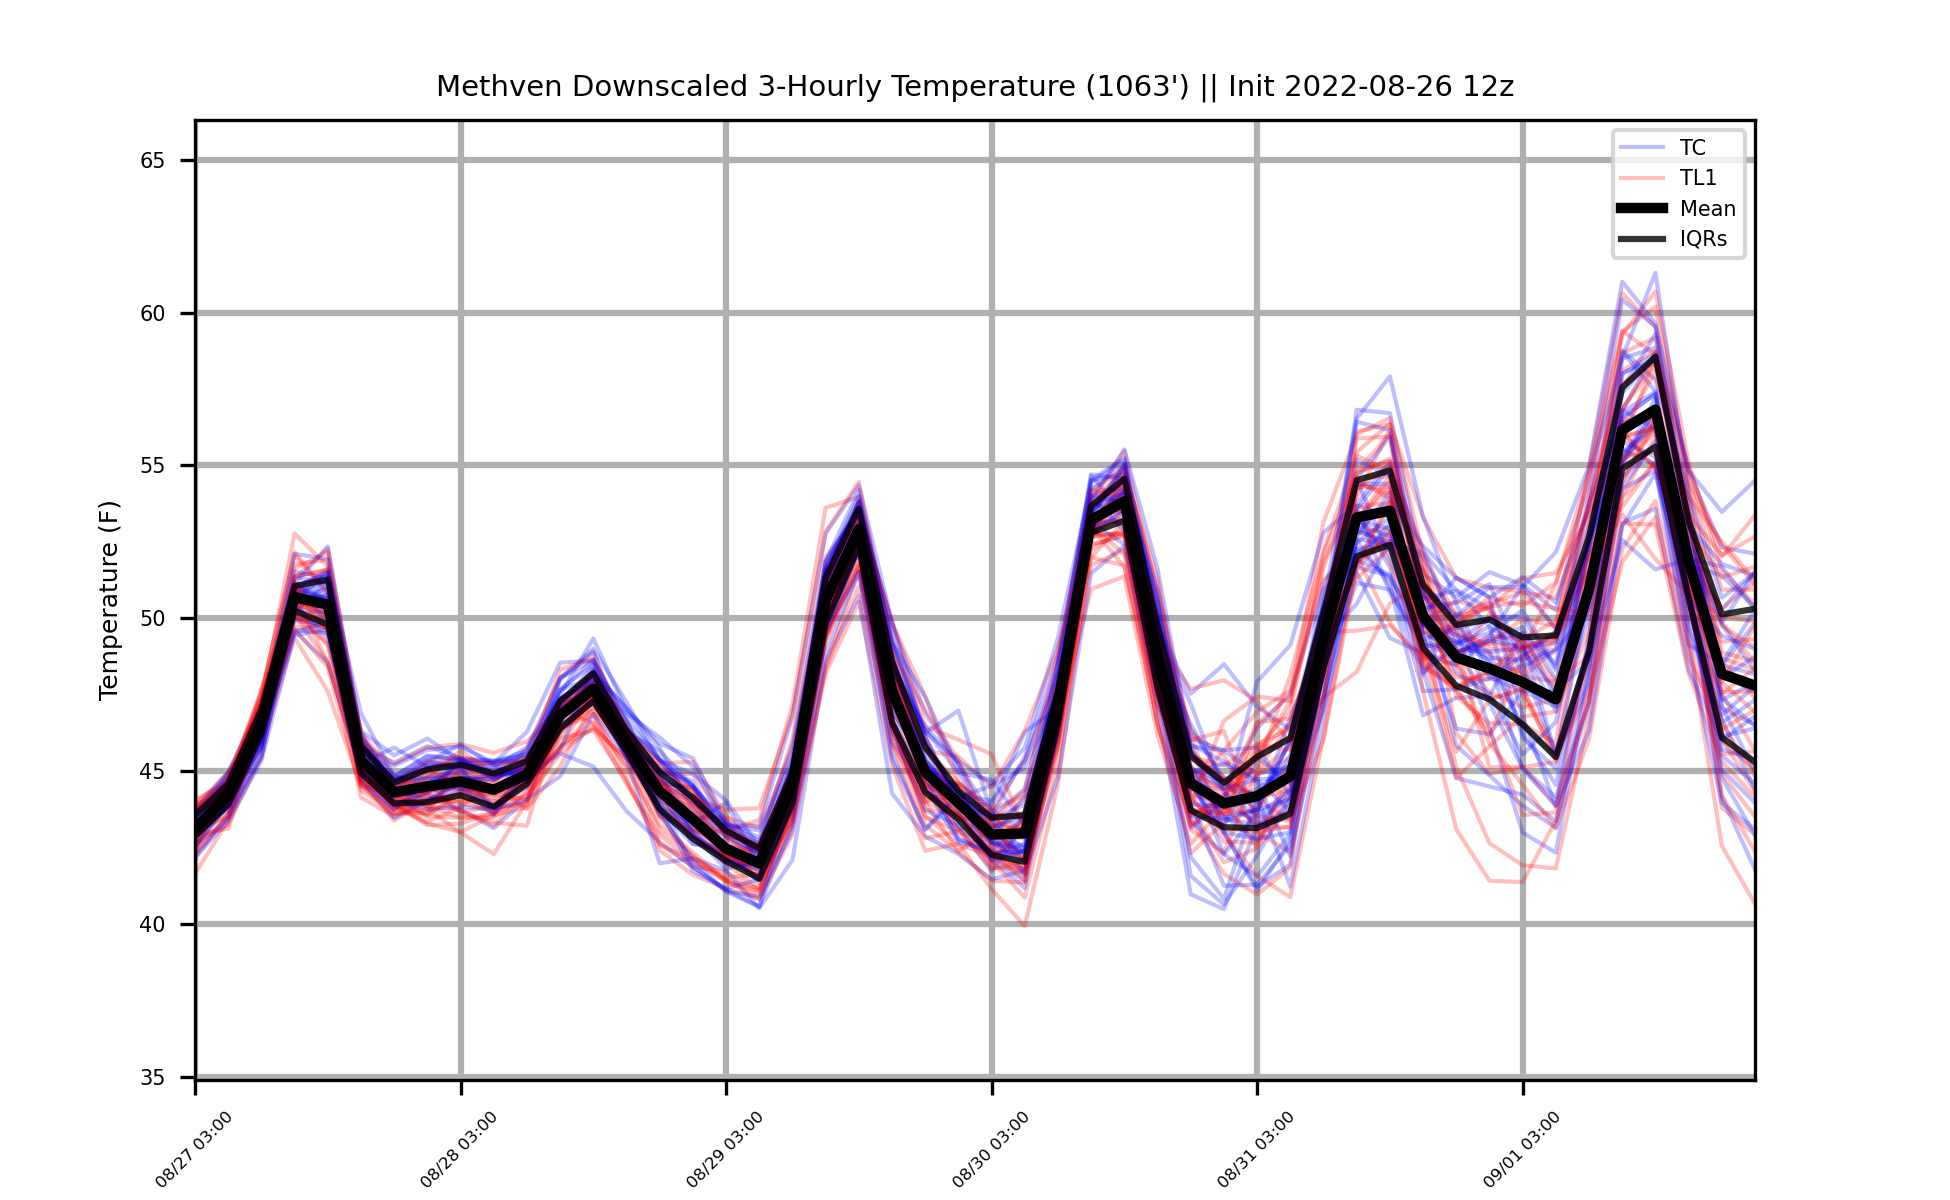 Methven Downscaled 3-Hourly Temperature (1063') || Init 2022-08-26 12z
TC
TL1
Mean
IQRs
Temperature (F)
65
60
55
50
45
40
35
08/27 03:00
08/28 03:00
08/29 03:00
08/30 03:00
08/31 03:00
09/01 03:00